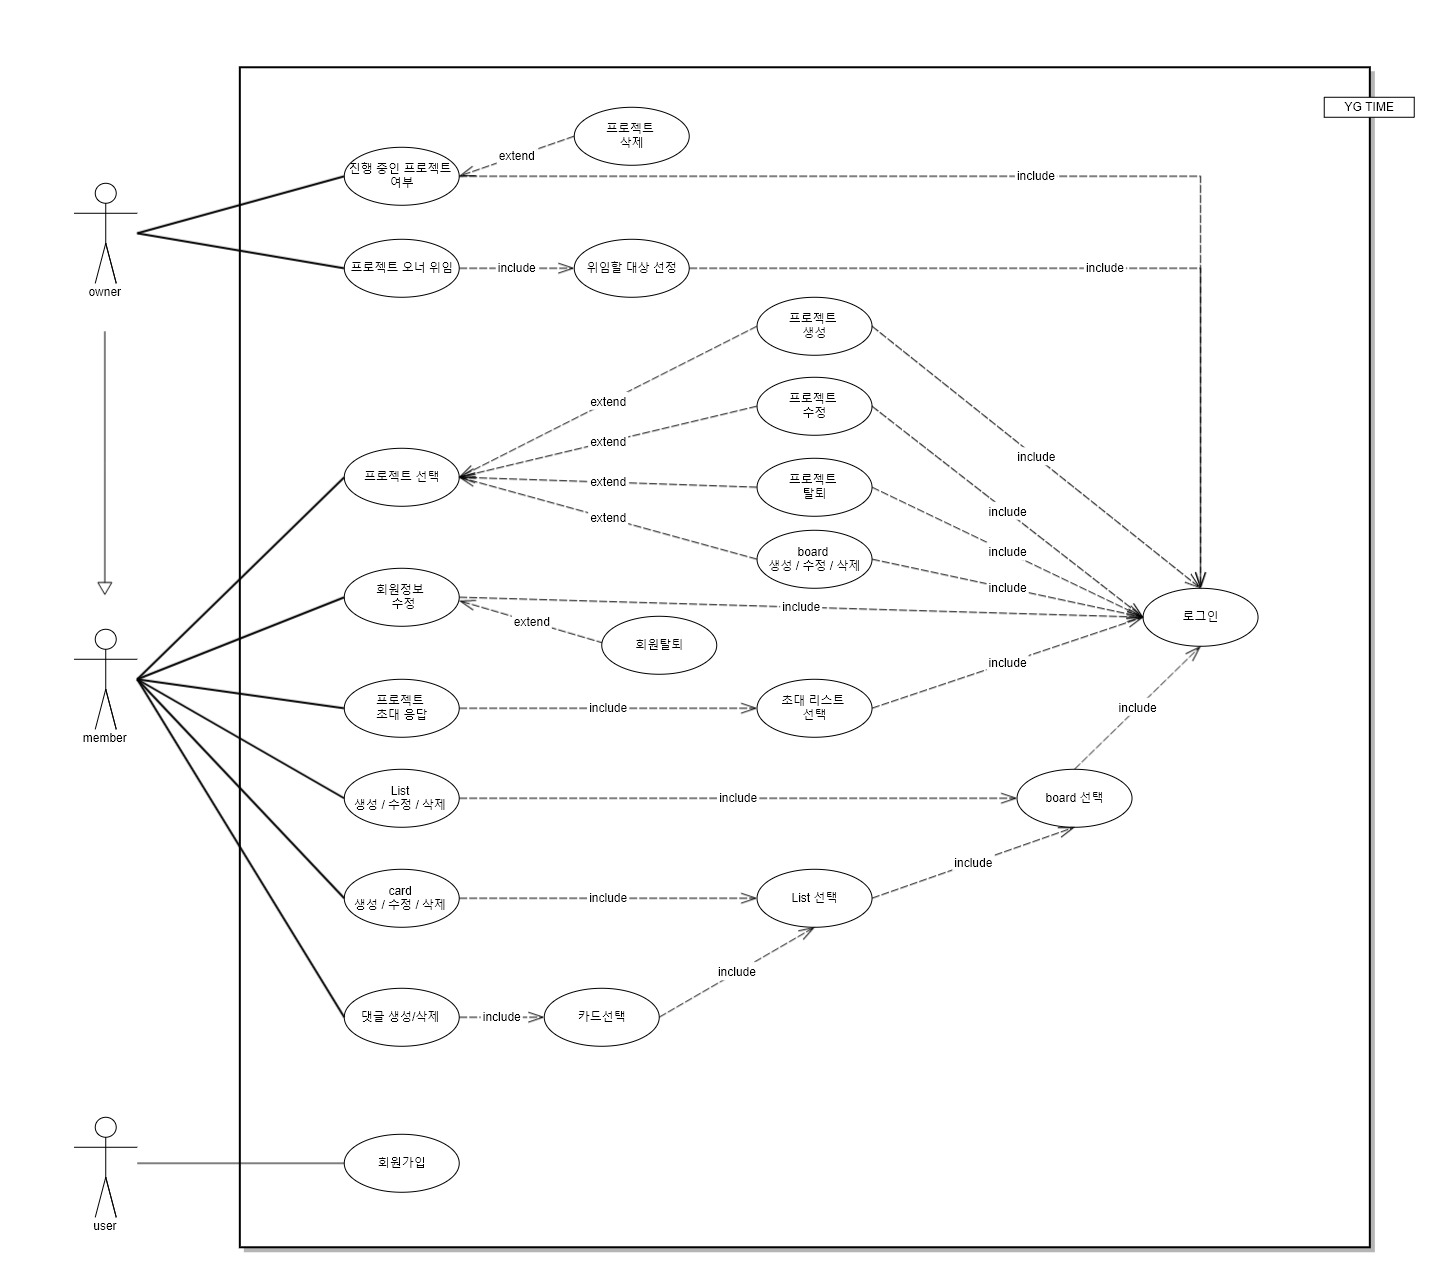 YG TIME
프로젝트
삭제
extend
진행 중인 프로젝트
여부
include
owner
프로젝트 오너 위임
include
위임할 대상 선정
include
프로젝트
생성
extend
프로젝트
수정
extend
include
프로젝트 선택
extend
프로젝트
탈퇴
include
extend
board
생성 / 수정 / 삭제
include
include
회원정보
수정
include
extend
회원탈퇴
로그인
include
member
프로젝트
초대 응답
include
초대 리스트
선택
include
List
생성 / 수정 / 삭제
include
board 선택
include
card
생성 / 수정 / 삭제
include
List 선택
include
댓글 생성/삭제
include
카드선택
회원가입
user